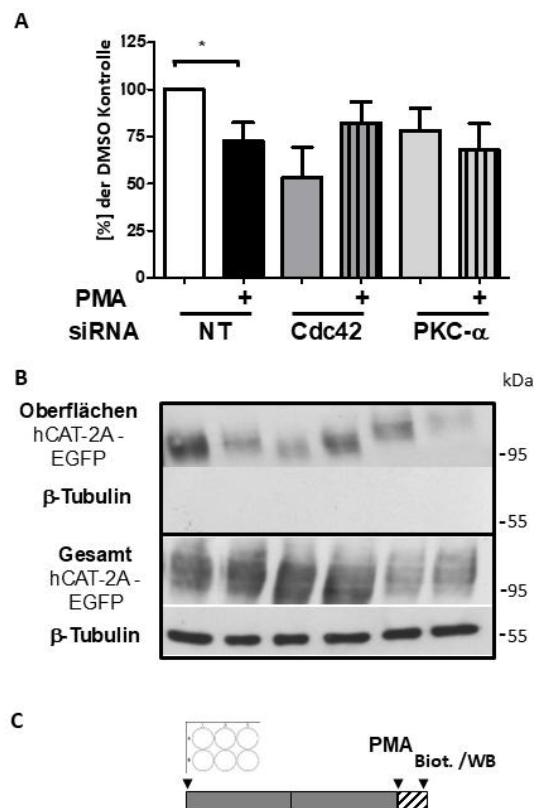 A
[%] der DMSO Kontrolle
125
100
75
50
25
0
*
PMA + + +
siRNA NT Cdc42 PKC-α
B
kDa
Oberflächen
hCAT-2A -
EGFP
-95
β-Tubulin
-55
Gesamt
hCAT-2A -
EGFP
-95
β-Tubulin
-55
C
PMA
Biot. /WB